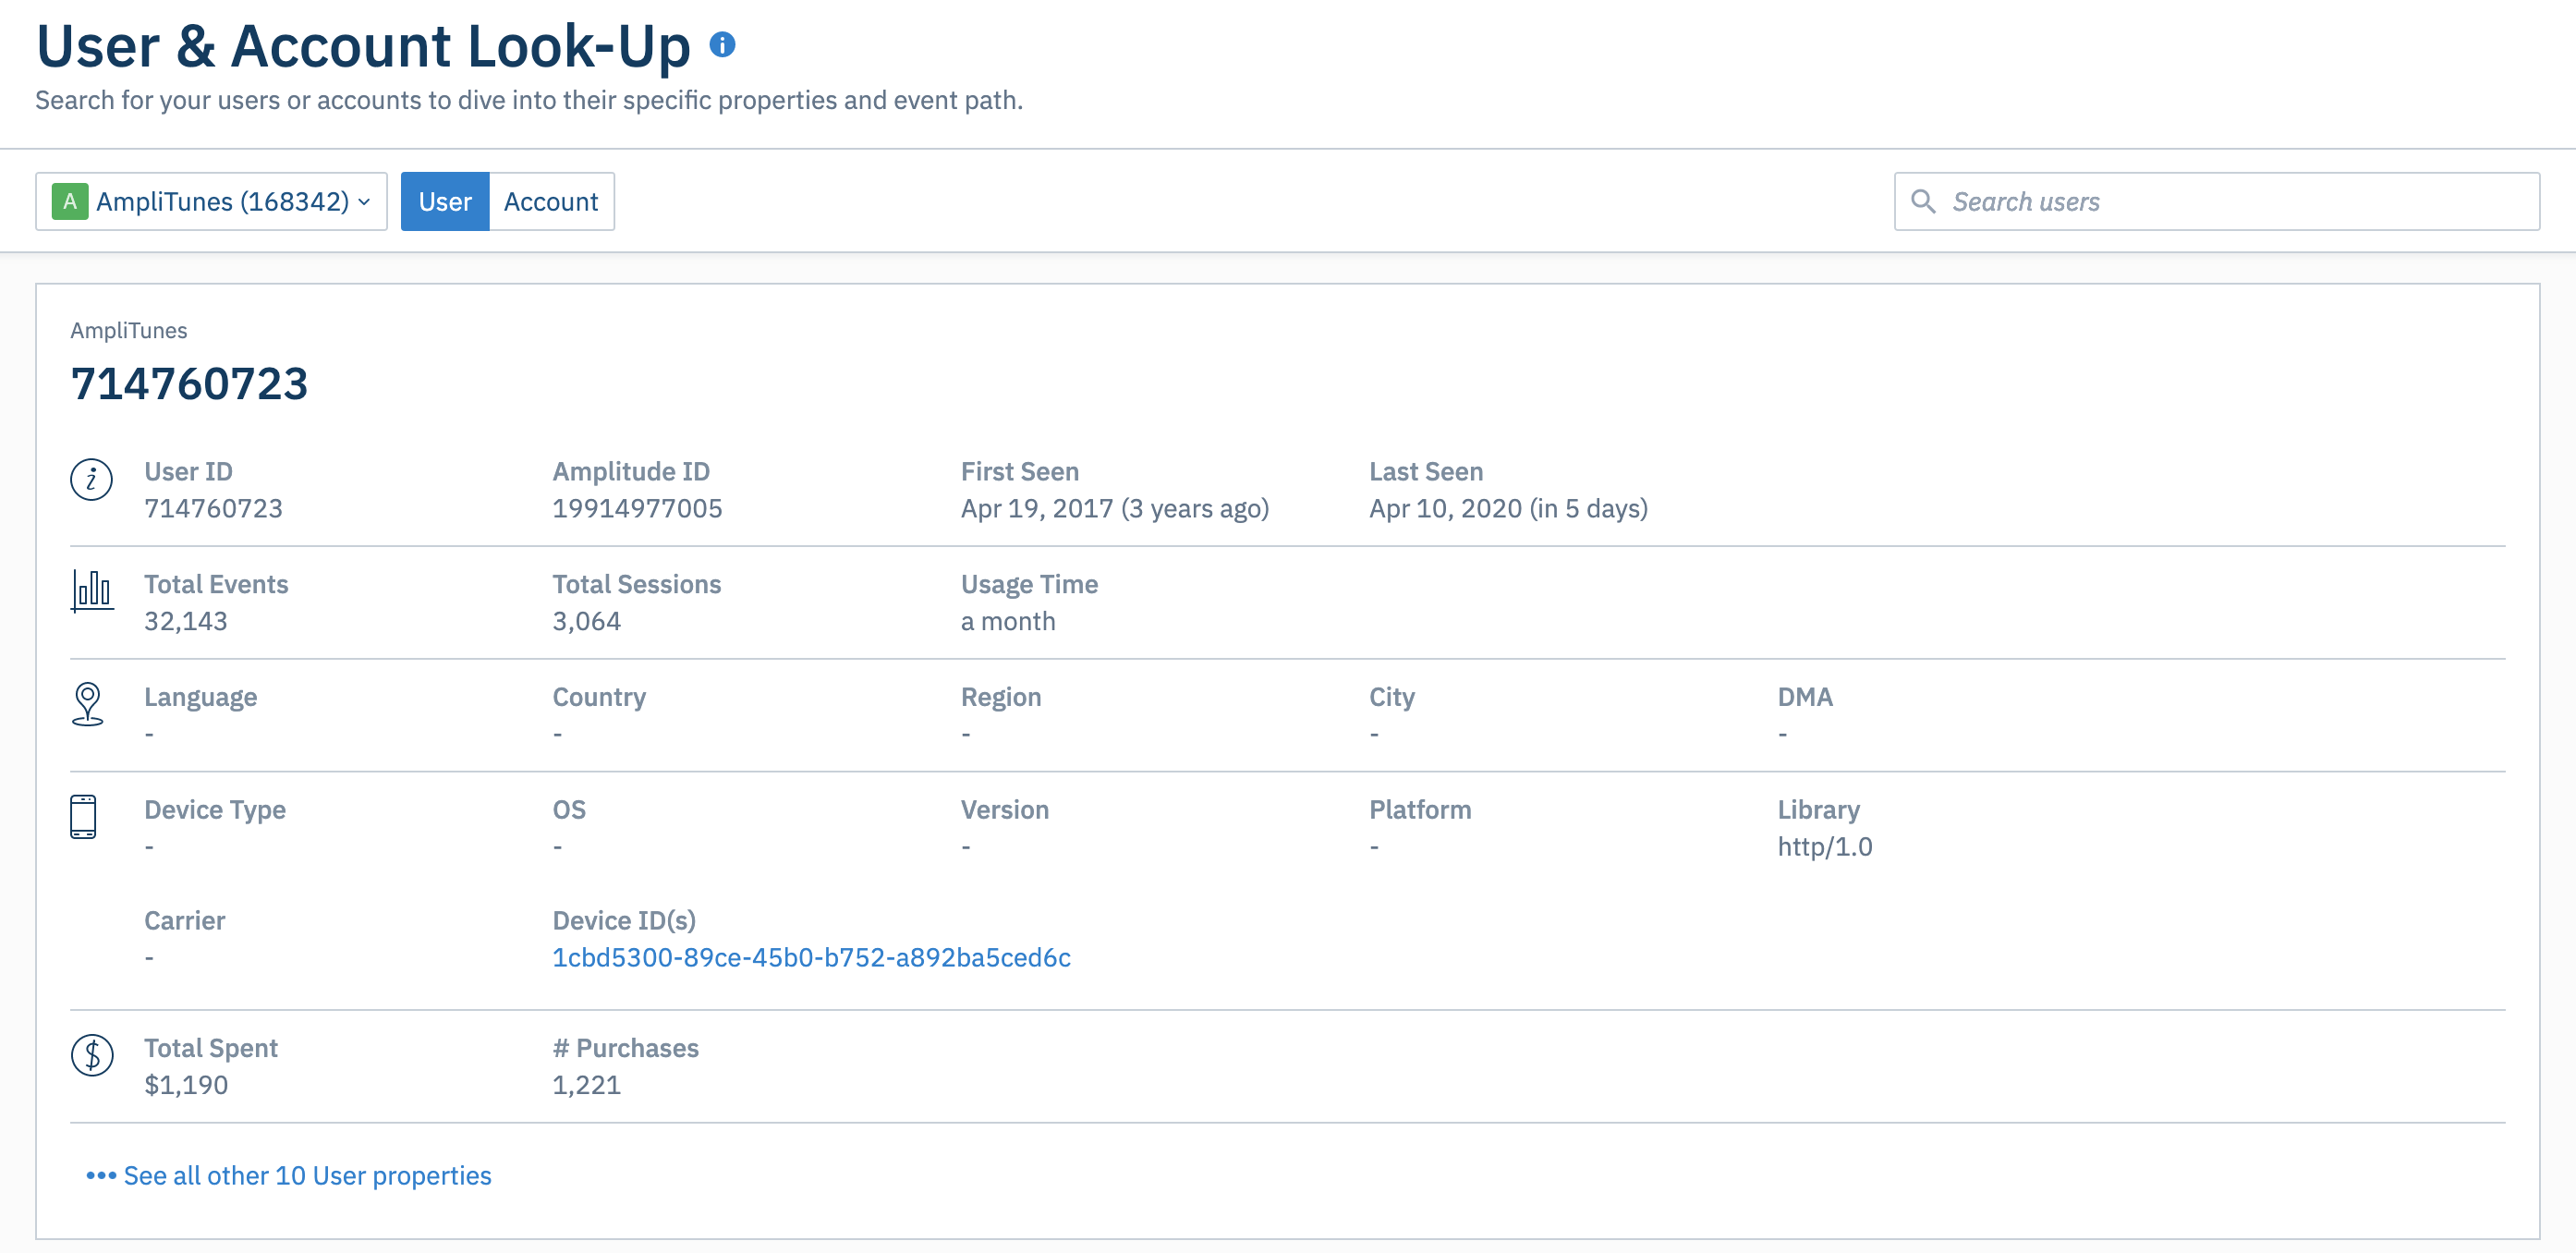 User & Account Look-Up
Search for your users or accounts to dive into their specific properties and event path.
A AmpliTunes (168342) User Account Search users
AmpliTunes
714760723
User ID Amplitude ID First Seen Last Seen
714760723 19914977005 Apr 19, 2017 (3 years ago) Apr 10, 2020 (in 5 days)
Total Events Total Sessions Usage Time
32,143 3,064 a month
Language Country Region City DMA
- - - - -
Device Type OS Version Platform Library
- - - - http/1.0
Carrier Device ID(s)
- 1cbd5300-89ce-45b0-b752-a892ba5ced6c
Total Spent # Purchases
$1,190 1,221
••• See all other 10 User properties